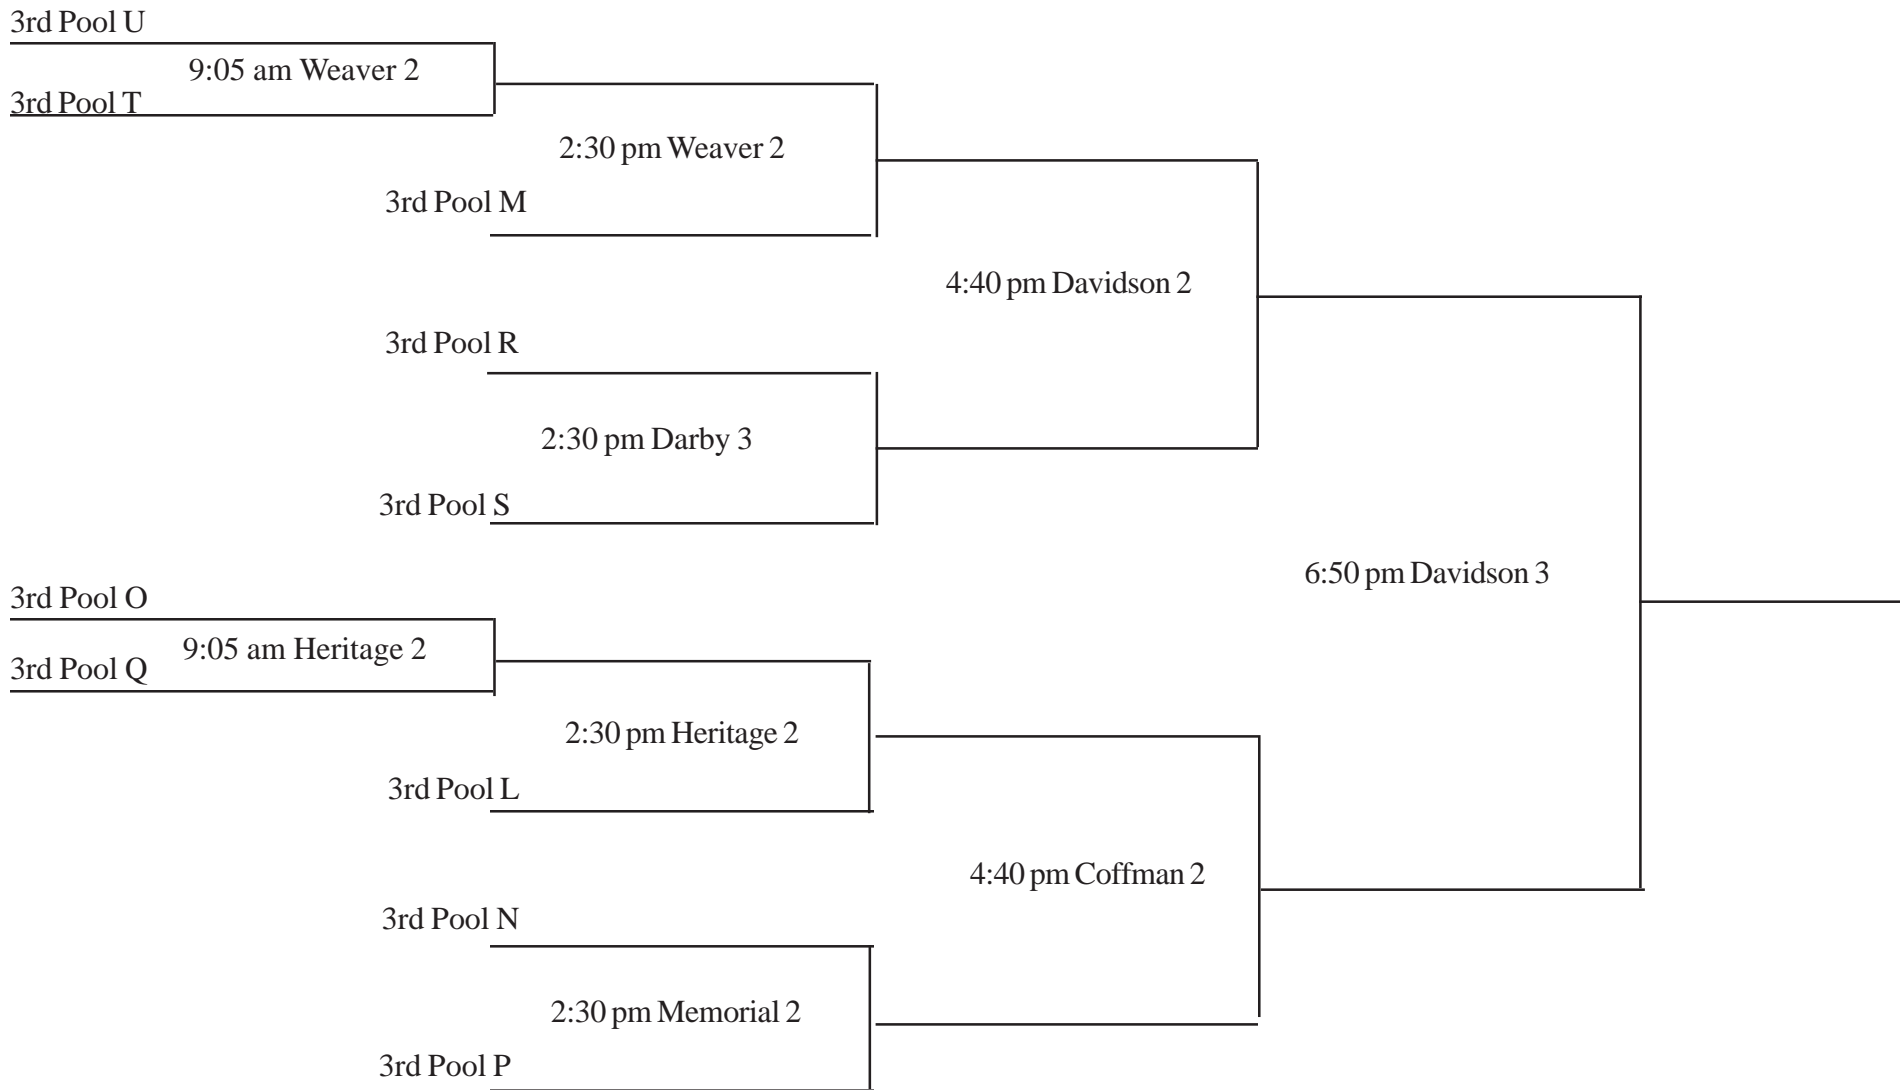 3rd Pool U
9:05 am Weaver 2
3rd Pool T
2:30 pm Weaver 2
3rd Pool M
4:40 pm Davidson 2
3rd Pool R
2:30 pm Darby 3
3rd Pool S
6:50 pm Davidson 3
3rd Pool O
9:05 am Heritage 2
3rd Pool Q
2:30 pm Heritage 2
3rd Pool L
4:40 pm Coffman 2
3rd Pool N
2:30 pm Memorial 2
3rd Pool P